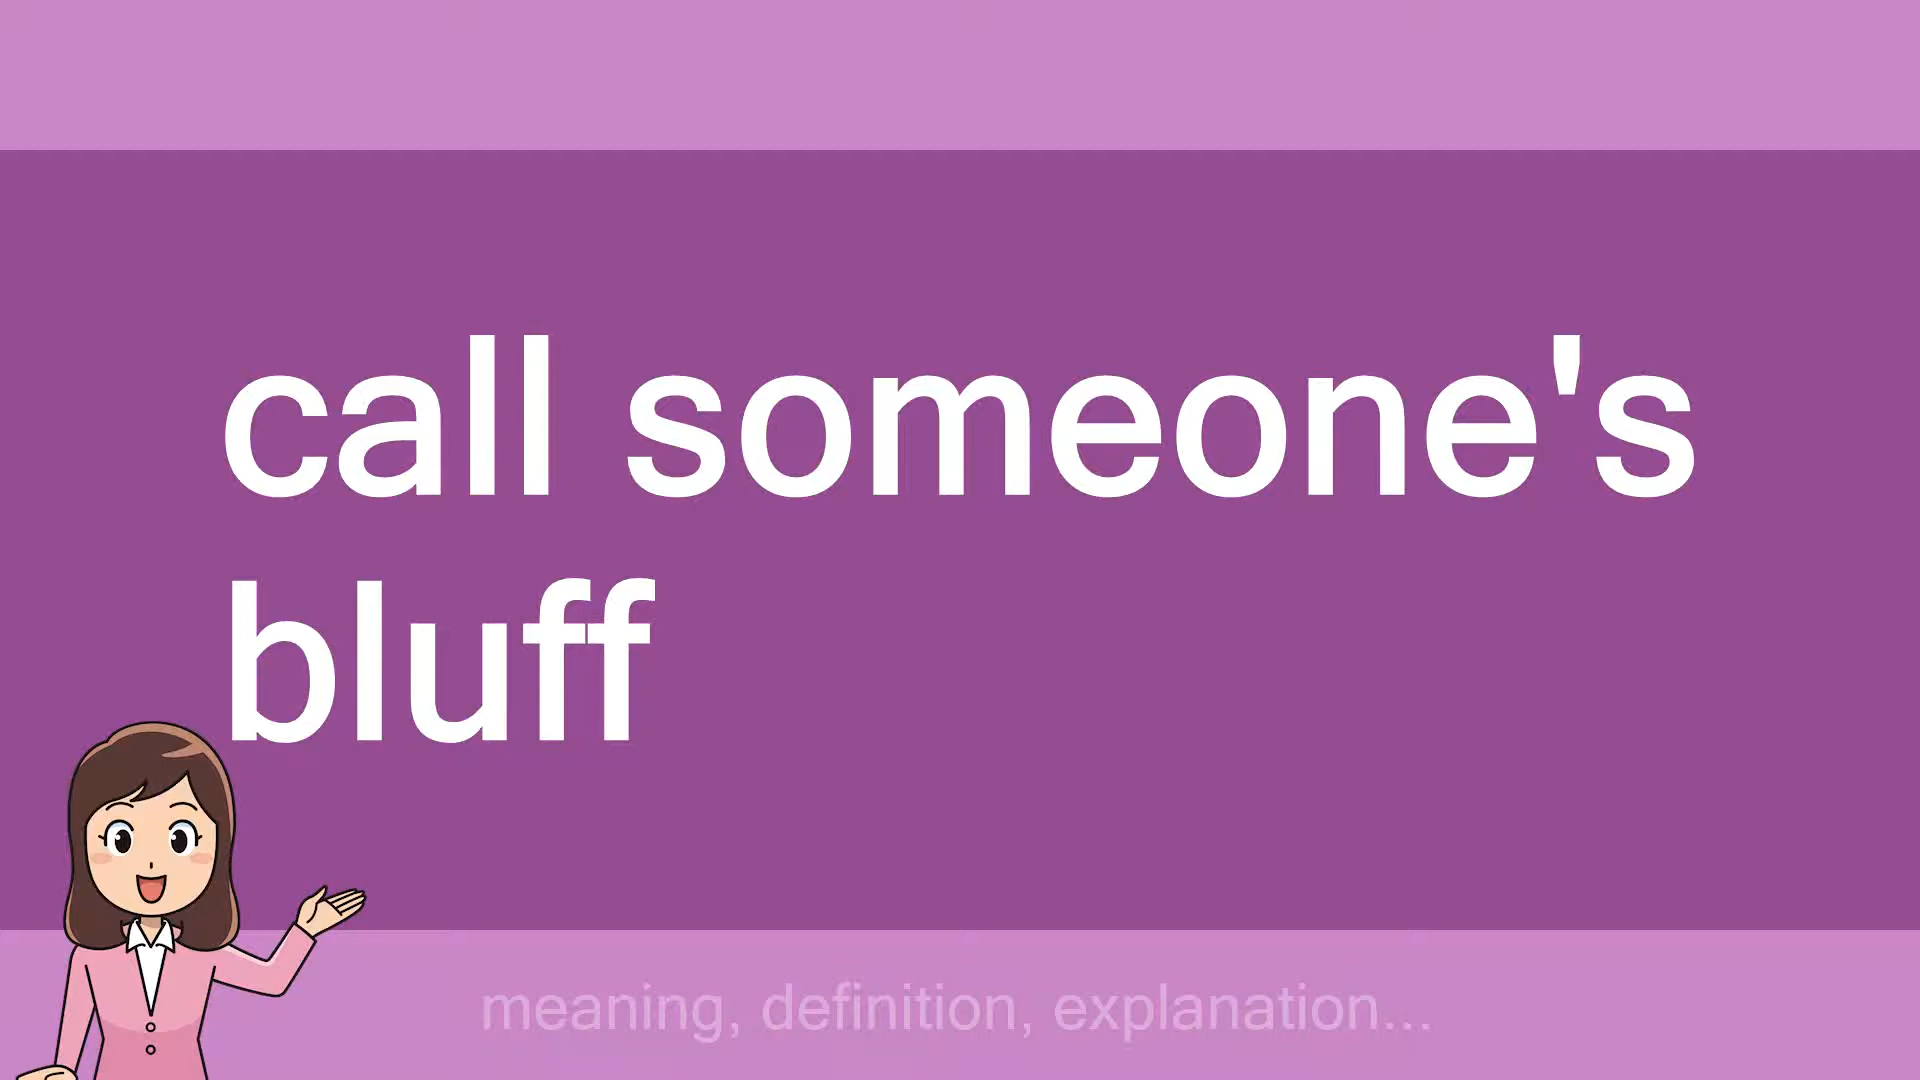 call someone's
bluff
meaning, definition, explanation...